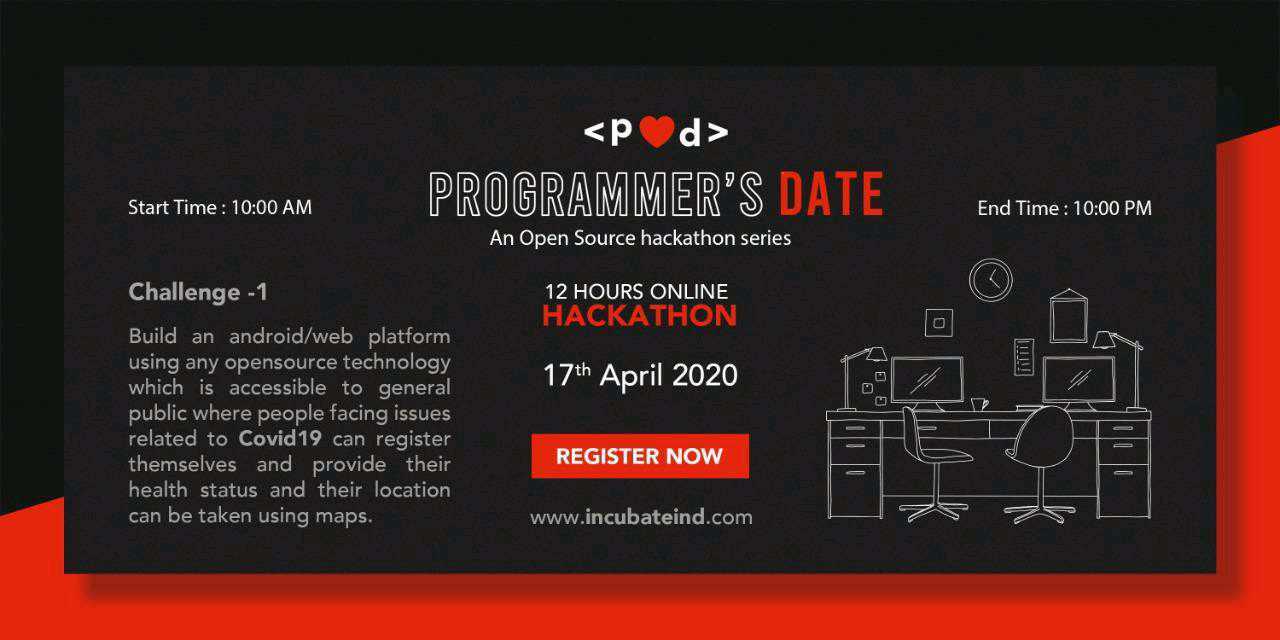 <p❤d>
PROGRAMMER'S DATE
An Open Source hackathon series
Start Time : 10:00 AM
End Time : 10:00 PM
Challenge -1
Build an android/web platform
using any opensource technology
which is accessible to general
public where people facing issues
related to Covid19 can register
themselves and provide their
health status and their location
can be taken using maps.
12 HOURS ONLINE
HACKATHON
17th April 2020
REGISTER NOW
www.incubateind.com